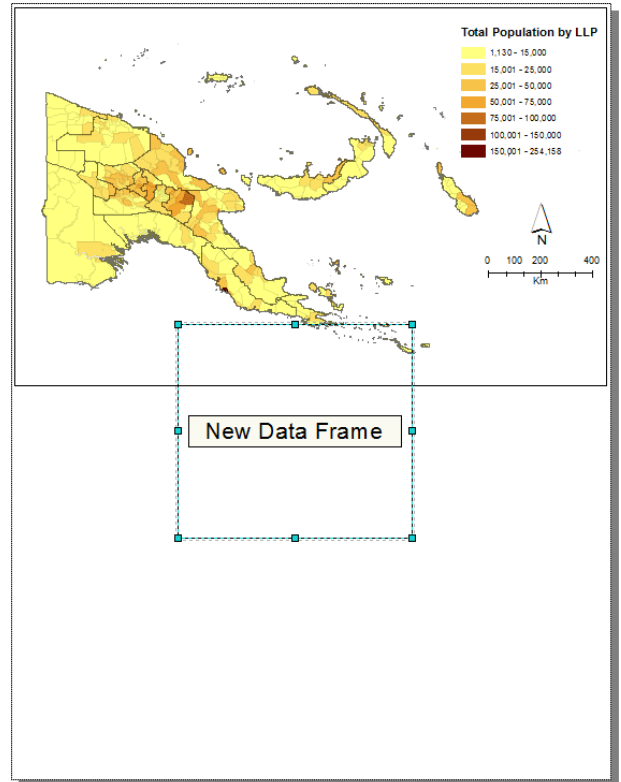 Total Population by LLP
1,130 - 15,000
15,001 - 25,000
25,001 - 50,000
50,001 - 75,000
75,001 - 100,000
100,001 - 150,000
150,001 - 254,158
N
0 100 200 400
Km
New Data Frame